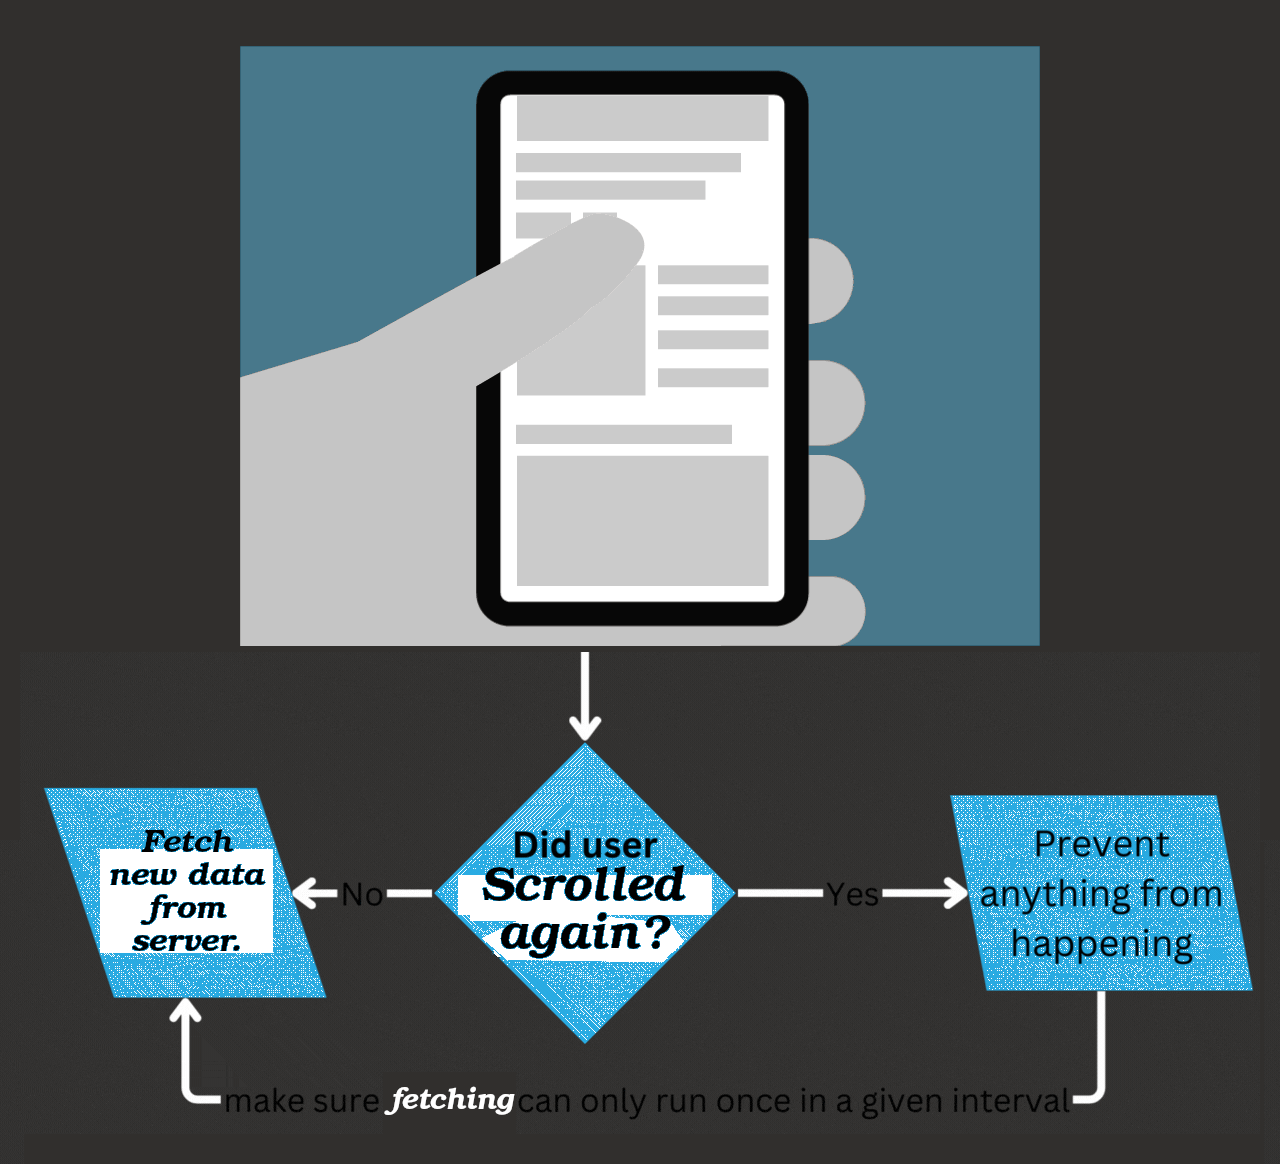 Fetch
new data
from
server.
No
Did user
Scrolled
again?
Yes
Prevent
anything from
happening
make sure fetching can only run once in a given interval